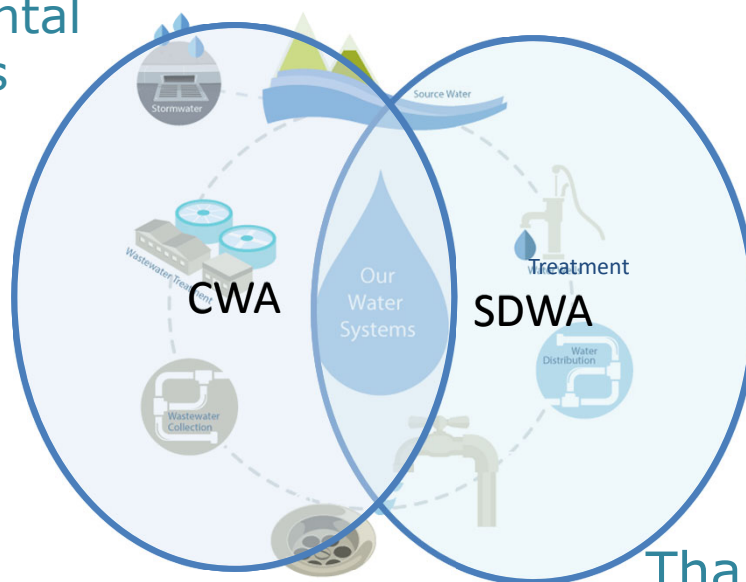 ntal
s
Stormwater
Source Water
Wastewater Treatment
CWA
Our
Water
Systems
Treatment
SDWA
Water
Distribution
Wastewater
Collection
Tha